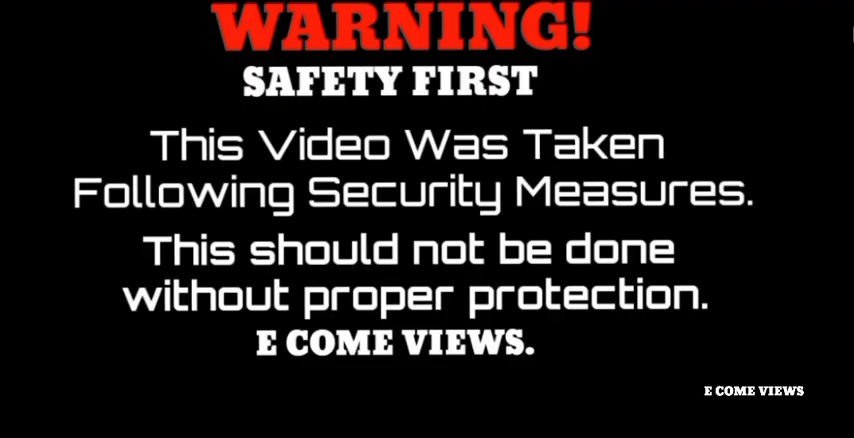 WARNING!
SAFETY FIRST
This Video Was Taken
Following Security Measures.
This should not be done
without proper protection.
E COME VIEWS.
E COME VIEWS